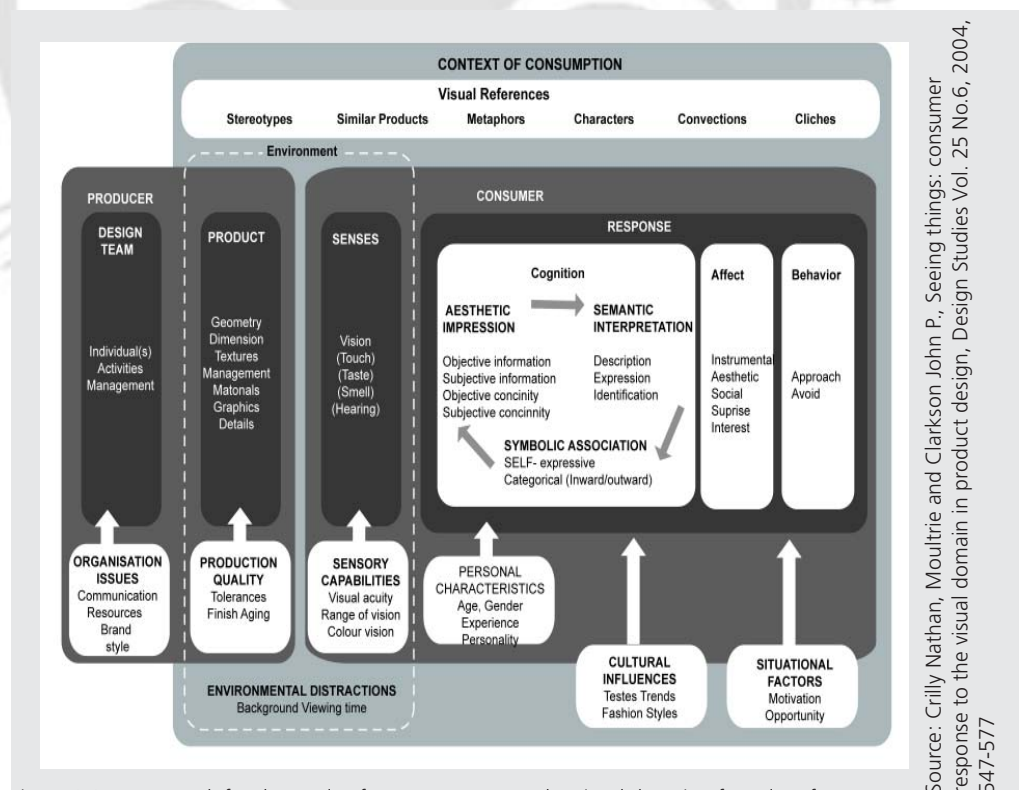 CONTEXT OF CONSUMPTION
Visual References
Stereotypes Similar Products Metaphors Characters Convections Cliches
Environment
PRODUCER
DESIGN
TEAM
Individual(s)
Activities
Management
PRODUCT
Geometry
Dimension
Textures
Management
Matonals
Graphics
Details
CONSUMER
SENSES
Vision
(Touch)
(Taste)
(Smell)
(Hearing)
RESPONSE
Cognition
AESTHETIC
IMPRESSION
Objective information
Subjective information
Objective concinity
Subjective concinnity
SEMANTIC
INTERPRETATION
Description
Expression
Identification
SYMBOLIC ASSOCIATION
SELF- expressive
Categorical (Inward/outward)
Affect
Instrumental
Aesthetic
Social
Suprise
Interest
Behavior
Approach
Avoid
ORGANISATION
ISSUES
Communication
Resources
Brand
style
PRODUCTION
QUALITY
Tolerances
Finish Aging
SENSORY
CAPABILITIES
Visual acuity
Range of vision
Colour vision
PERSONAL
CHARACTERISTICS
Age, Gender
Experience
Personality
CULTURAL
INFLUENCES
Testes Trends
Fashion Styles
SITUATIONAL
FACTORS
Motivation
Opportunity
ENVIRONMENTAL DISTRACTIONS
Background Viewing time
Source: Crilly Nathan, Moultrie and Clarkson John P., Seeing things: consumer
response to the visual domain in product design, Design Studies Vol. 25 No.6, 2004,
547-577